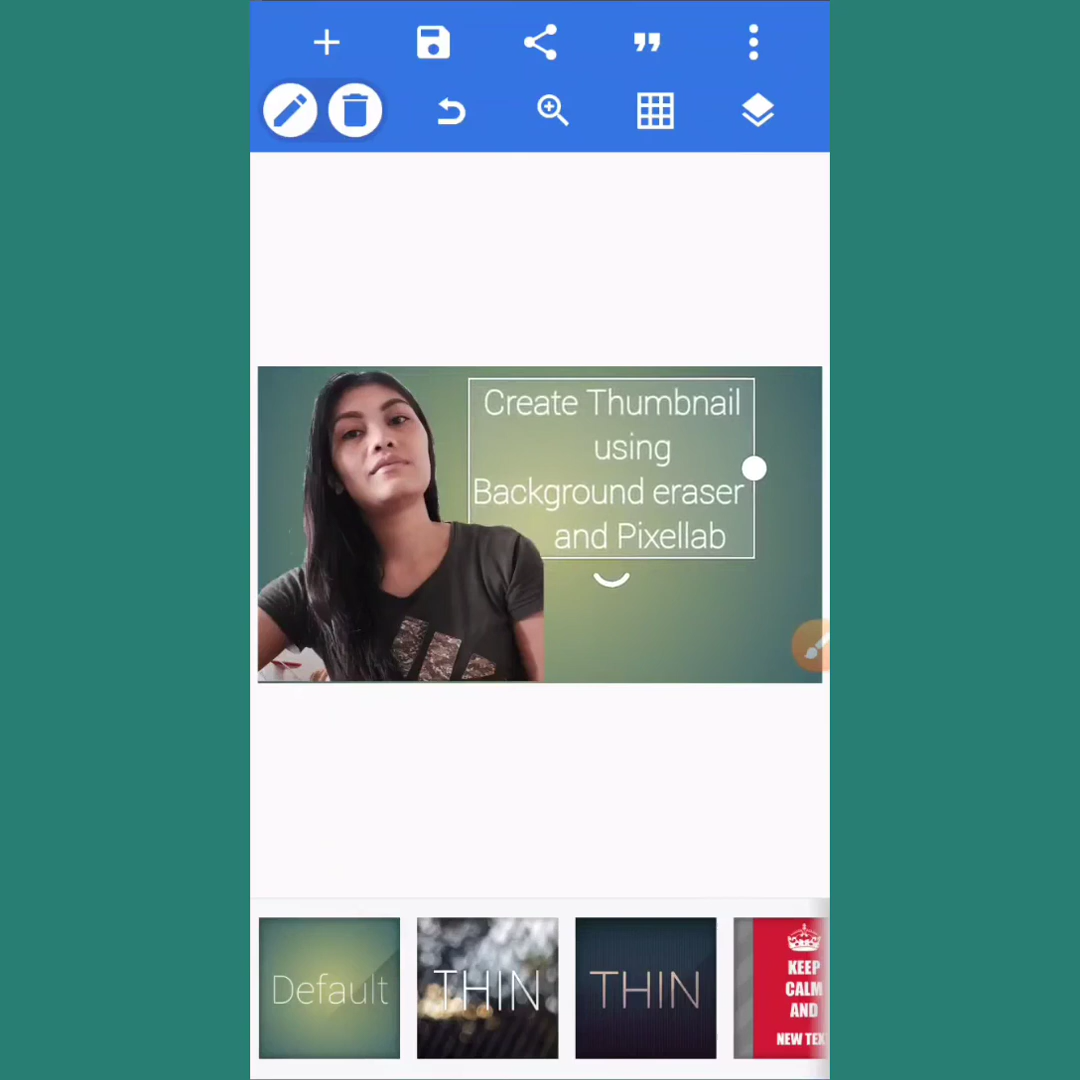 Create Thumbnail
using
Background eraser
and Pixellab
Default
THIN
THIN
KEEP
CALM
AND
NEW TEX